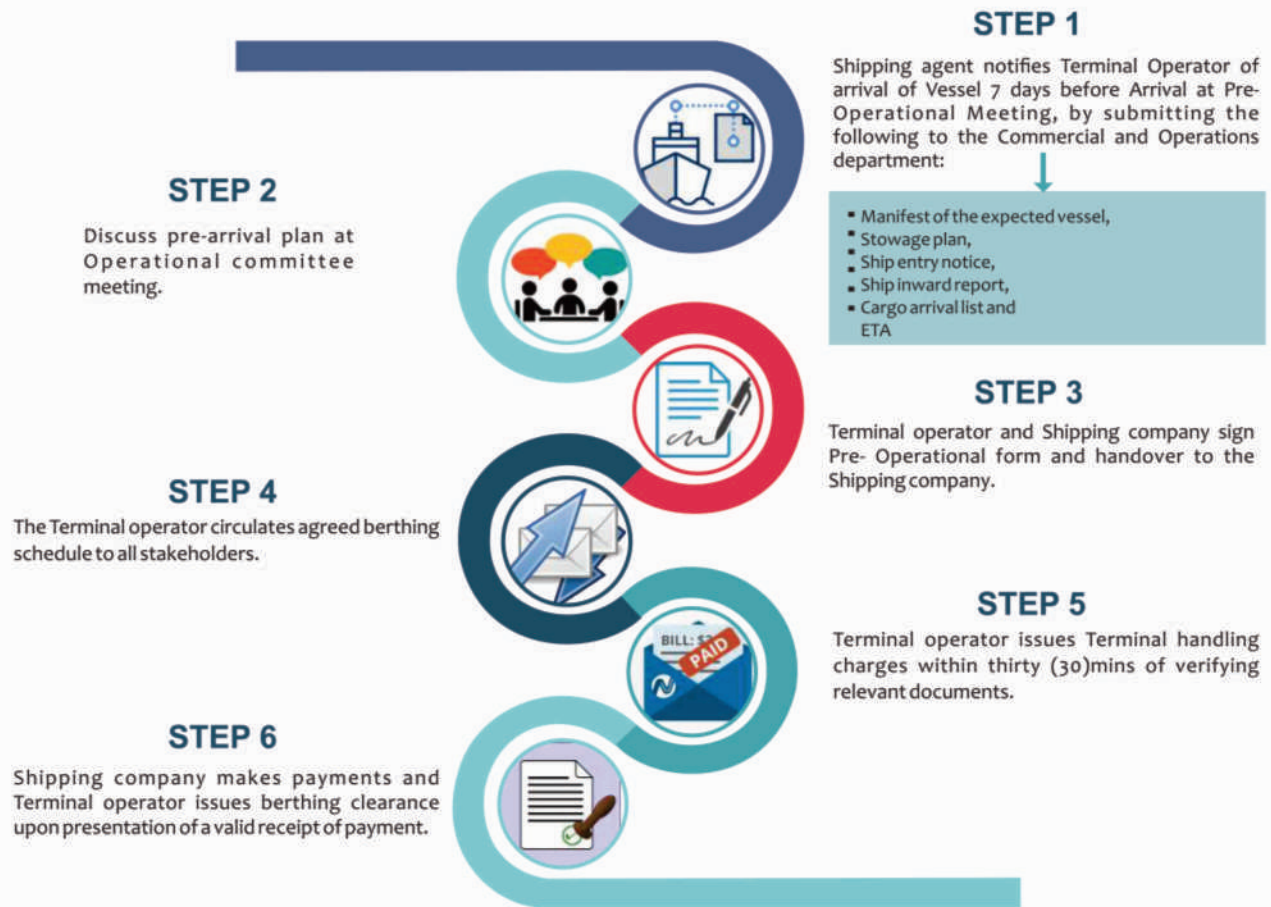 STEP 1
Shipping agent notifies Terminal Operator of
arrival of Vessel 7 days before Arrival at Pre-
Operational Meeting, by submitting the
following to the Commercial and Operations
department:
▪ Manifest of the expected vessel,
▪ Stowage plan,
▪ Ship entry notice,
▪ Ship inward report,
▪ Cargo arrival list and
ETA
STEP 2
Discuss pre-arrival plan at
Operational committee
meeting.
STEP 3
Terminal operator and Shipping company sign
Pre- Operational form and handover to the
Shipping company.
STEP 4
The Terminal operator circulates agreed berthing
schedule to all stakeholders.
STEP 5
Terminal operator issues Terminal handling
charges within thirty (30)mins of verifying
relevant documents.
BILL:
PAID
STEP 6
Shipping company makes payments and
Terminal operator issues berthing clearance
upon presentation of a valid receipt of payment.